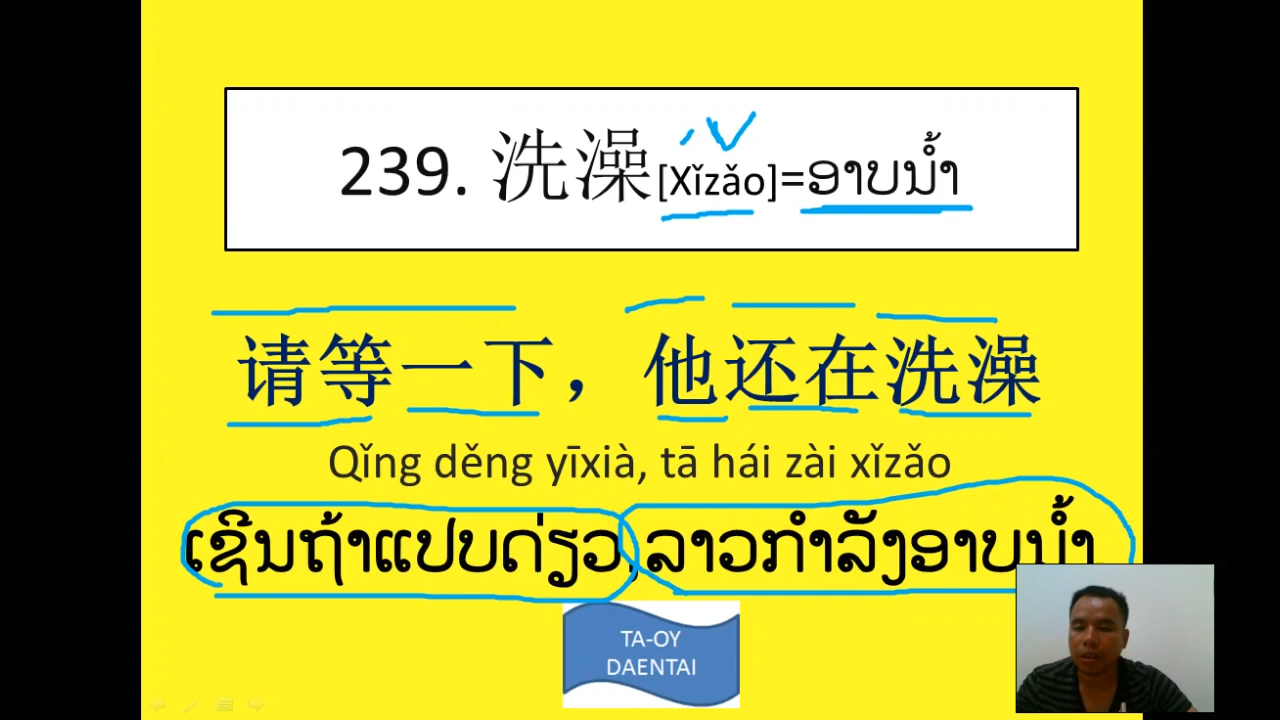 239. 洗澡[Xǐzǎo]=ອາບນ້ຳ
请等一下，他还在洗澡
Qǐng děng yīxià, tā hái zài xǐzǎo
ເຊີນຖ້າແປບດ່ຽວ,ລາວກຳລັງອາບນ້ຳ
TA-OY
DAENTAI